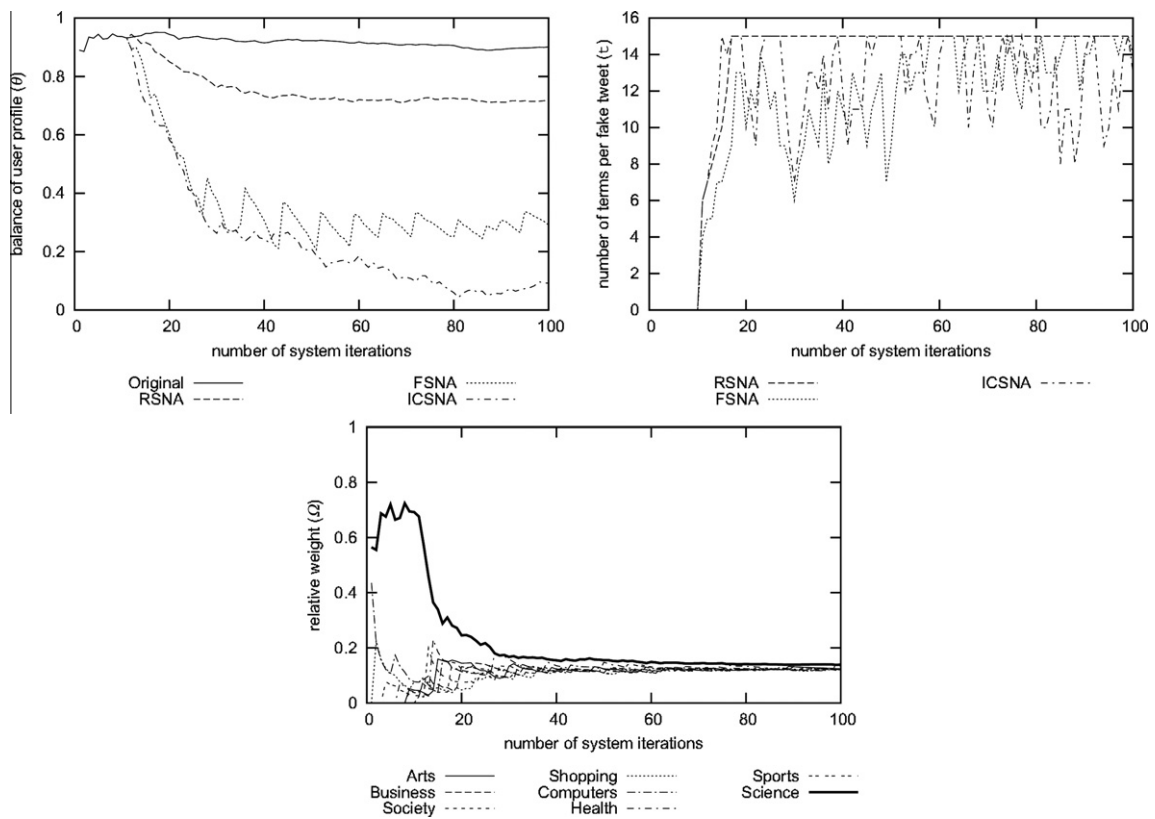 balance of user profile (θ)
1
0.8
0.6
0.4
0.2
0
0 20 40 60 80 100
number of system iterations
Original FSNA
RSNA ICSNA
number of terms per fake tweet (t)
16
14
12
10
8
6
4
2
0
0 20 40 60 80 100
number of system iterations
RSNA ICSNA
FSNA
relative weight (Ω)
1
0.8
0.6
0.4
0.2
0
0 20 40 60 80 100
number of system iterations
Arts Shopping Sports
Business Computers Science
Society Health